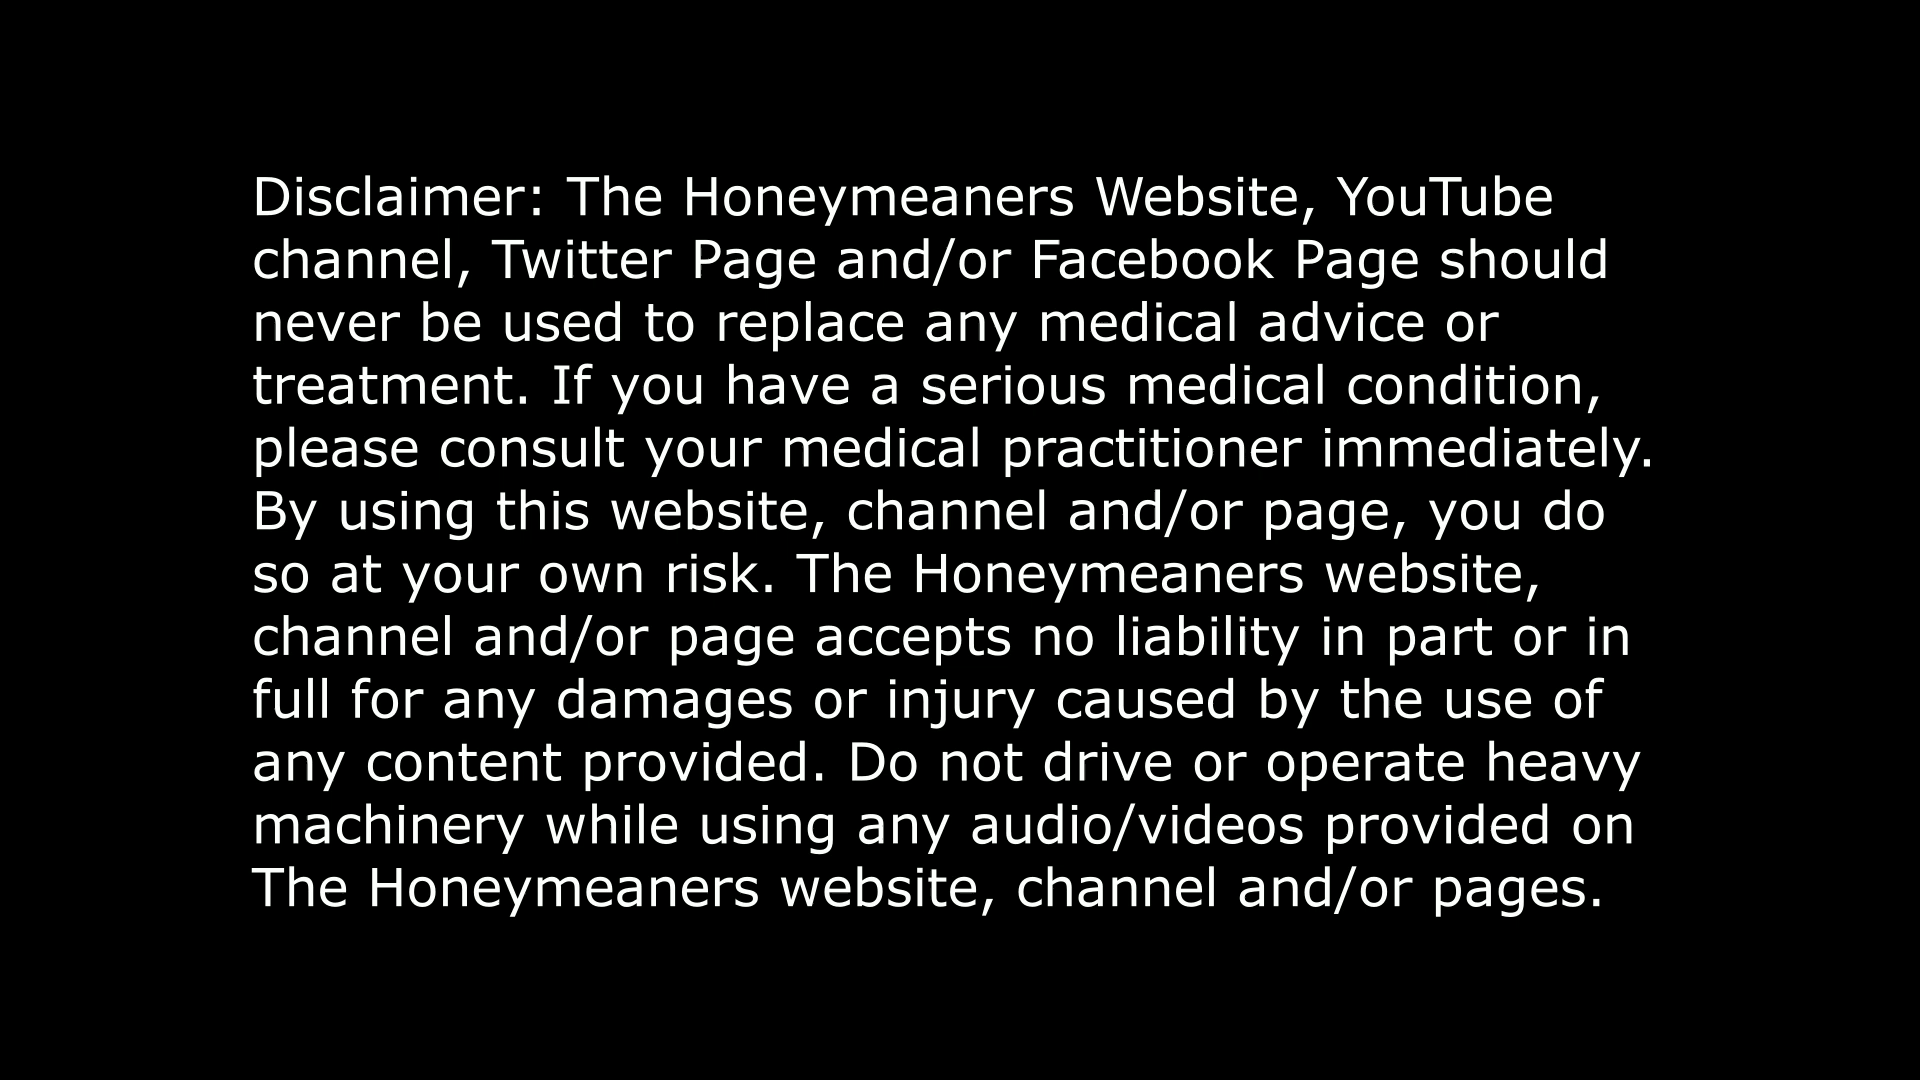 Disclaimer: The Honeymeaners Website, YouTube
channel, Twitter Page and/or Facebook Page should
never be used to replace any medical advice or
treatment. If you have a serious medical condition,
please consult your medical practitioner immediately.
By using this website, channel and/or page, you do
so at your own risk. The Honeymeaners website,
channel and/or page accepts no liability in part or in
full for any damages or injury caused by the use of
any content provided. Do not drive or operate heavy
machinery while using any audio/videos provided on
The Honeymeaners website, channel and/or pages.